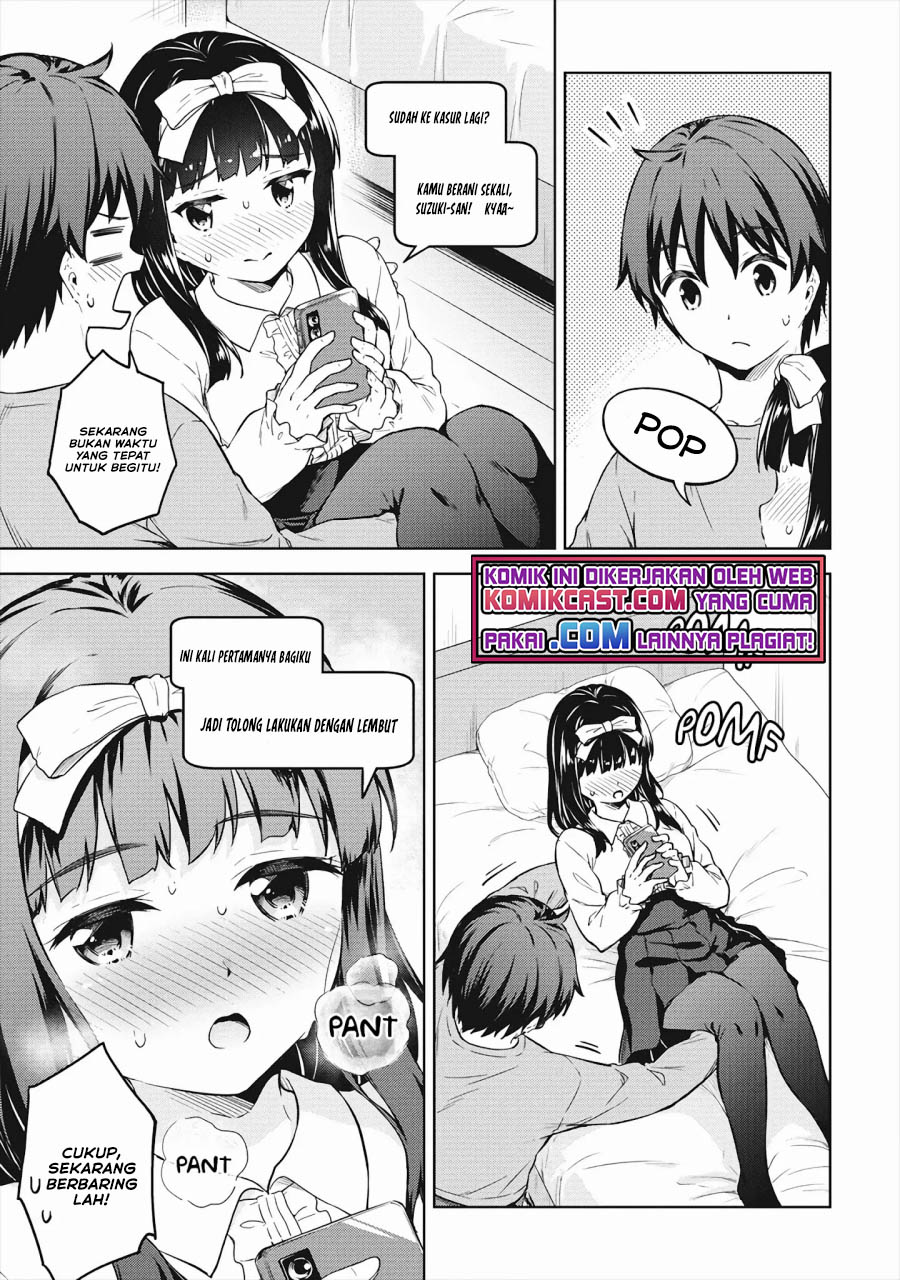 POP
SUDAH KE KASUR LAGI?
KAMU BERANI SEKALI,
SUZUKI-SAN! KYAA~
SEKARANG
BUKAN WAKTU
YANG TEPAT
UNTUK BEGITU!
KOMIK INI DIKERJAKAN OLEH WEB
KOMIKCAST.COM YANG CUMA
PAKAI .COM LAINNYA PLAGIAT!
POMF
INI KALI PERTAMANYA BAGIKU
JADI TOLONG LAKUKAN DENGAN LEMBUT
PANT
PANT
CUKUP,
SEKARANG
BERBARING
LAH!